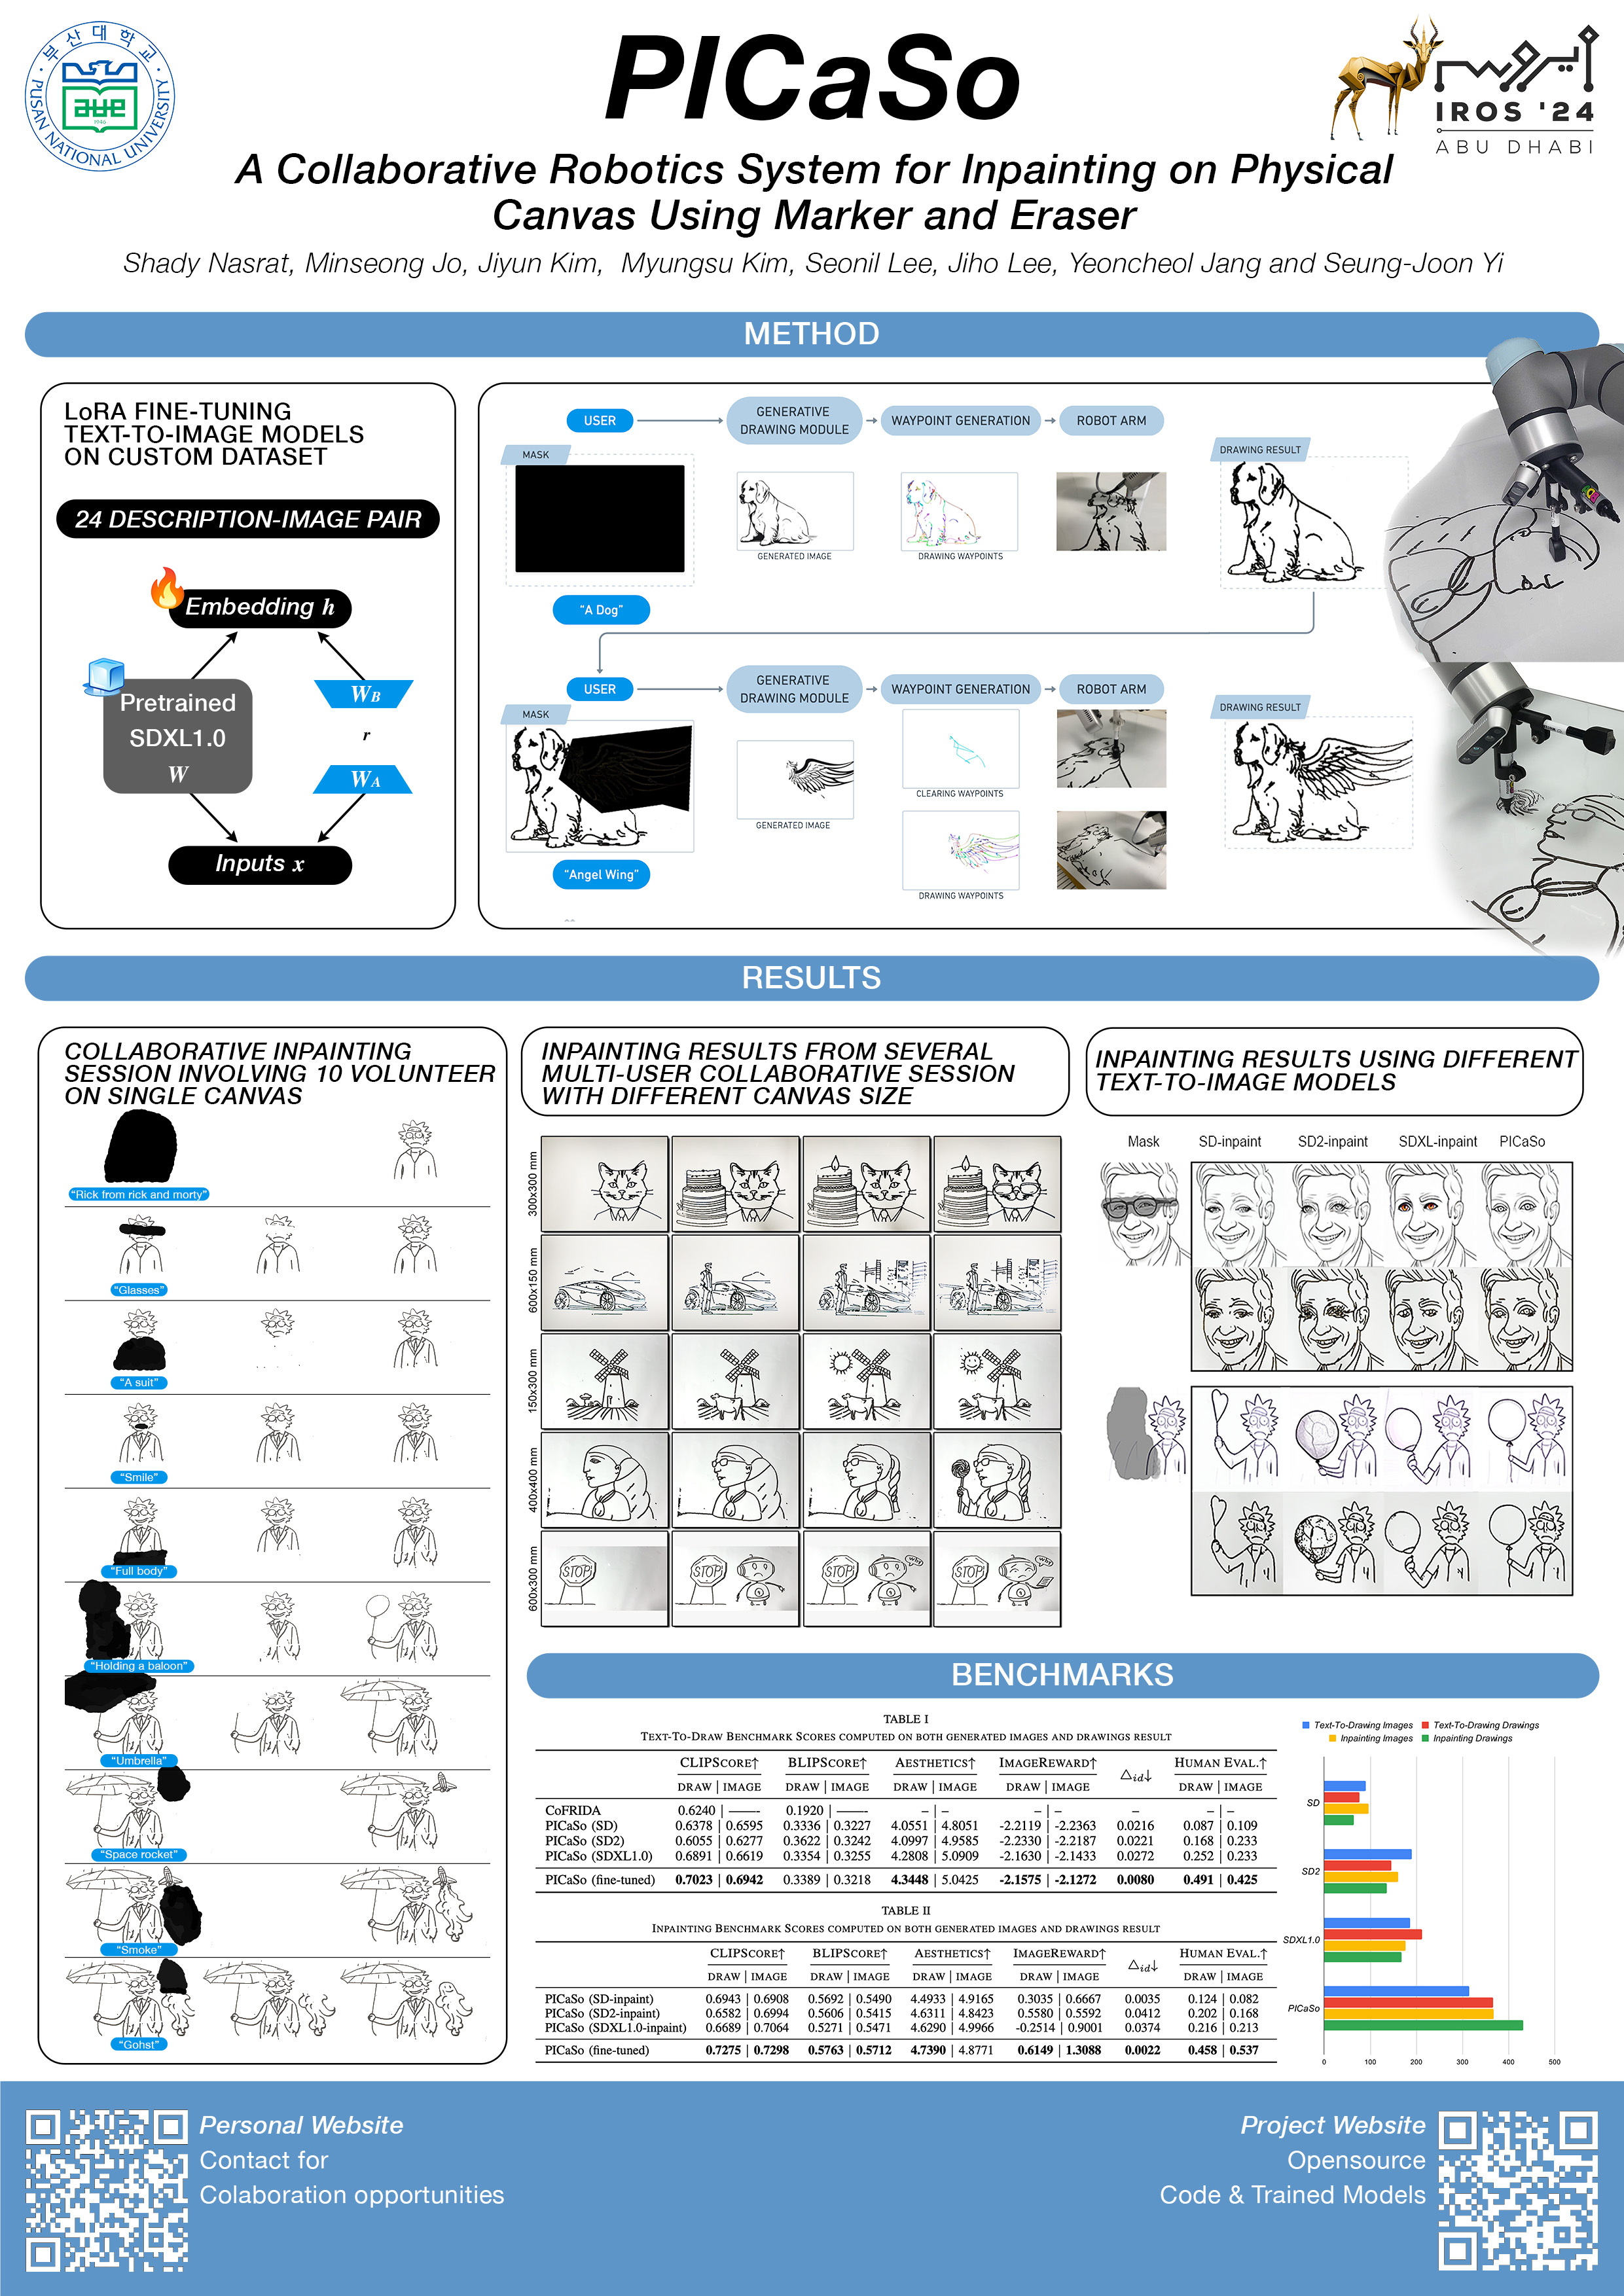 부산대학교
PUSAN NATIONAL UNIVERSITY
1946
PICaSo
IROS '24
ABU DHABI
A Collaborative Robotics System for Inpainting on Physical
Canvas Using Marker and Eraser
Shady Nasrat, Minseong Jo, Jiyun Kim, Myungsu Kim, Seonil Lee, Jiho Lee, Yeoncheol Jang and Seung-Joon Yi
METHOD
LoRA FINE-TUNING
TEXT-TO-IMAGE MODELS
ON CUSTOM DATASET
24 DESCRIPTION-IMAGE PAIR
Embedding h
Pretrained
SDXL1.0
W
WB
r
WA
Inputs x
USER
GENERATIVE
DRAWING MODULE
WAYPOINT GENERATION
ROBOT ARM
MASK
DRAWING RESULT
GENERATED IMAGE
DRAWING WAYPOINTS
“A Dog”
USER
GENERATIVE
DRAWING MODULE
WAYPOINT GENERATION
ROBOT ARM
MASK
DRAWING RESULT
CLEARING WAYPOINTS
GENERATED IMAGE
“Angel Wing”
DRAWING WAYPOINTS
RESULTS
COLLABORATIVE INPAINTING
SESSION INVOLVING 10 VOLUNTEER
ON SINGLE CANVAS
“Rick from rick and morty”
“Glasses”
“A suit”
“Smile”
“Full body”
“Holding a baloon”
“Umbrella”
“Space rocket”
“Smoke”
“Gohst”
INPAINTING RESULTS FROM SEVERAL
MULTI-USER COLLABORATIVE SESSION
WITH DIFFERENT CANVAS SIZE
300x300 mm
600x150 mm
150x300 mm
400x400 mm
600x300 mm
STOP!
STOP!
STOP!
WHY
STOP!
WHY
INPAINTING RESULTS USING DIFFERENT
TEXT-TO-IMAGE MODELS
Mask SD-inpaint SD2-inpaint SDXL-inpaint PICaSo
BENCHMARKS
TABLE I
TEXT-TO-DRAW BENCHMARK SCORES COMPUTED ON BOTH GENERATED IMAGES AND DRAWINGS RESULT
CLIPSCORE↑ BLIPSCORE↑ AESTHETICS↑ IMAGEREWARD↑ △id↓ HUMAN EVAL.↑
DRAW | IMAGE DRAW | IMAGE DRAW | IMAGE DRAW | IMAGE DRAW | IMAGE
CoFRIDA 0.6240 | —— 0.1920 | —— – | – – | – – – | –
PICaSo (SD) 0.6378 | 0.6595 0.3336 | 0.3227 4.0551 | 4.8051 -2.2119 | -2.2363 0.0216 0.087 | 0.109
PICaSo (SD2) 0.6055 | 0.6277 0.3622 | 0.3242 4.0997 | 4.9585 -2.2330 | -2.2187 0.0221 0.168 | 0.233
PICaSo (SDXL1.0) 0.6891 | 0.6619 0.3354 | 0.3255 4.2808 | 5.0909 -2.1630 | -2.1433 0.0272 0.252 | 0.233
PICaSo (fine-tuned) 0.7023 | 0.6942 0.3389 | 0.3218 4.3448 | 5.0425 -2.1575 | -2.1272 0.0080 0.491 | 0.425
TABLE II
INPAINTING BENCHMARK SCORES COMPUTED ON BOTH GENERATED IMAGES AND DRAWINGS RESULT
CLIPSCORE↑ BLIPSCORE↑ AESTHETICS↑ IMAGEREWARD↑ △id↓ HUMAN EVAL.↑
DRAW | IMAGE DRAW | IMAGE DRAW | IMAGE DRAW | IMAGE DRAW | IMAGE
PICaSo (SD-inpaint) 0.6943 | 0.6908 0.5692 | 0.5490 4.4933 | 4.9165 0.3035 | 0.6667 0.0035 0.124 | 0.082
PICaSo (SD2-inpaint) 0.6582 | 0.6994 0.5606 | 0.5415 4.6311 | 4.8423 0.5580 | 0.5592 0.0412 0.202 | 0.168
PICaSo (SDXL1.0-inpaint) 0.6689 | 0.7064 0.5271 | 0.5471 4.6290 | 4.9966 -0.2514 | 0.9001 0.0374 0.216 | 0.213
PICaSo (fine-tuned) 0.7275 | 0.7298 0.5763 | 0.5712 4.7390 | 4.8771 0.6149 | 1.3088 0.0022 0.458 | 0.537
Text-To-Drawing Images Text-To-Drawing Drawings
Inpainting Images Inpainting Drawings
SD
SD2
SDXL1.0
PICaSo
0 100 200 300 400 500
Personal Website
Contact for
Colaboration opportunities
Project Website
Opensource
Code & Trained Models